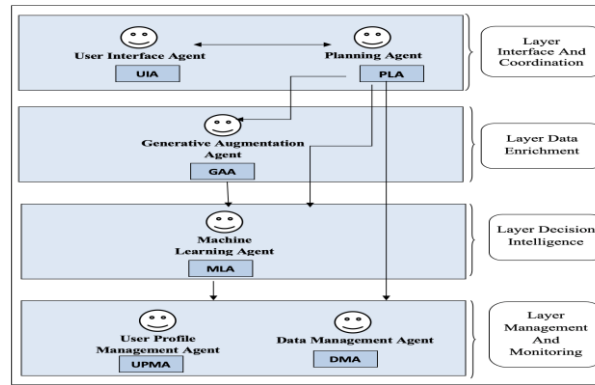 User Interface Agent
UIA
Planning Agent
PLA
Layer
Interface And
Coordination
Generative Augmentation
Agent
GAA
Layer Data
Enrichment
Machine
Learning Agent
MLA
Layer Decision
Intelligence
User Profile
Management Agent
UPMA
Data Management Agent
DMA
Layer
Management
And
Monitoring